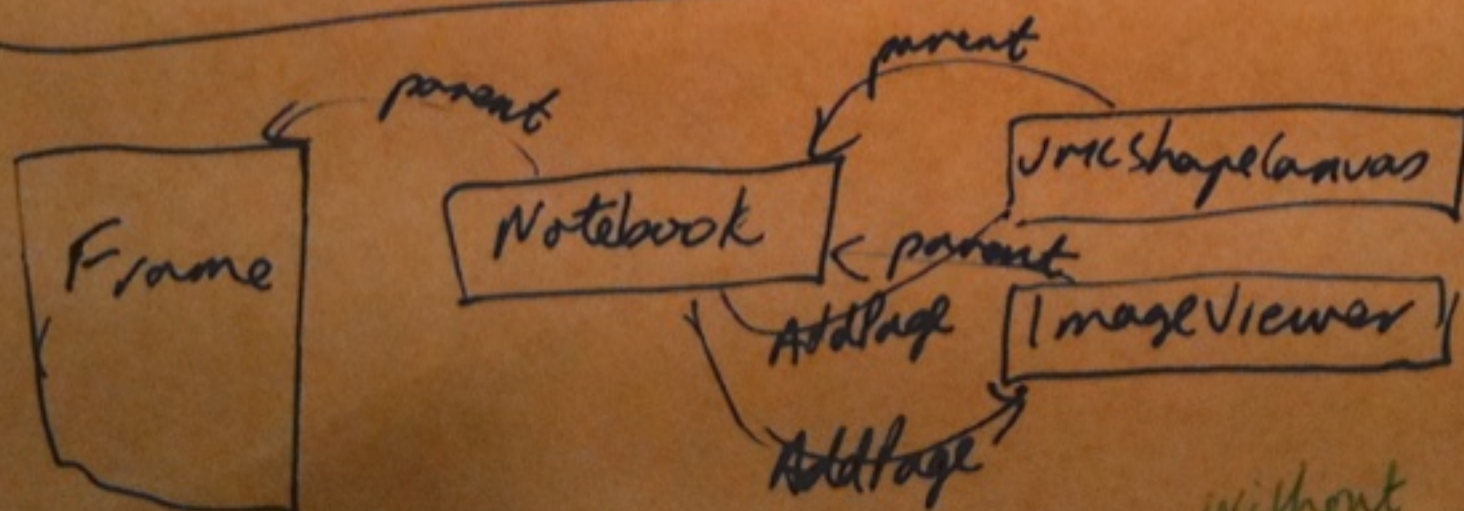 parent
parent
JMCShapeCanvas
Notebook
Frame
parent
AddPage
ImageViewer
AddPage
without